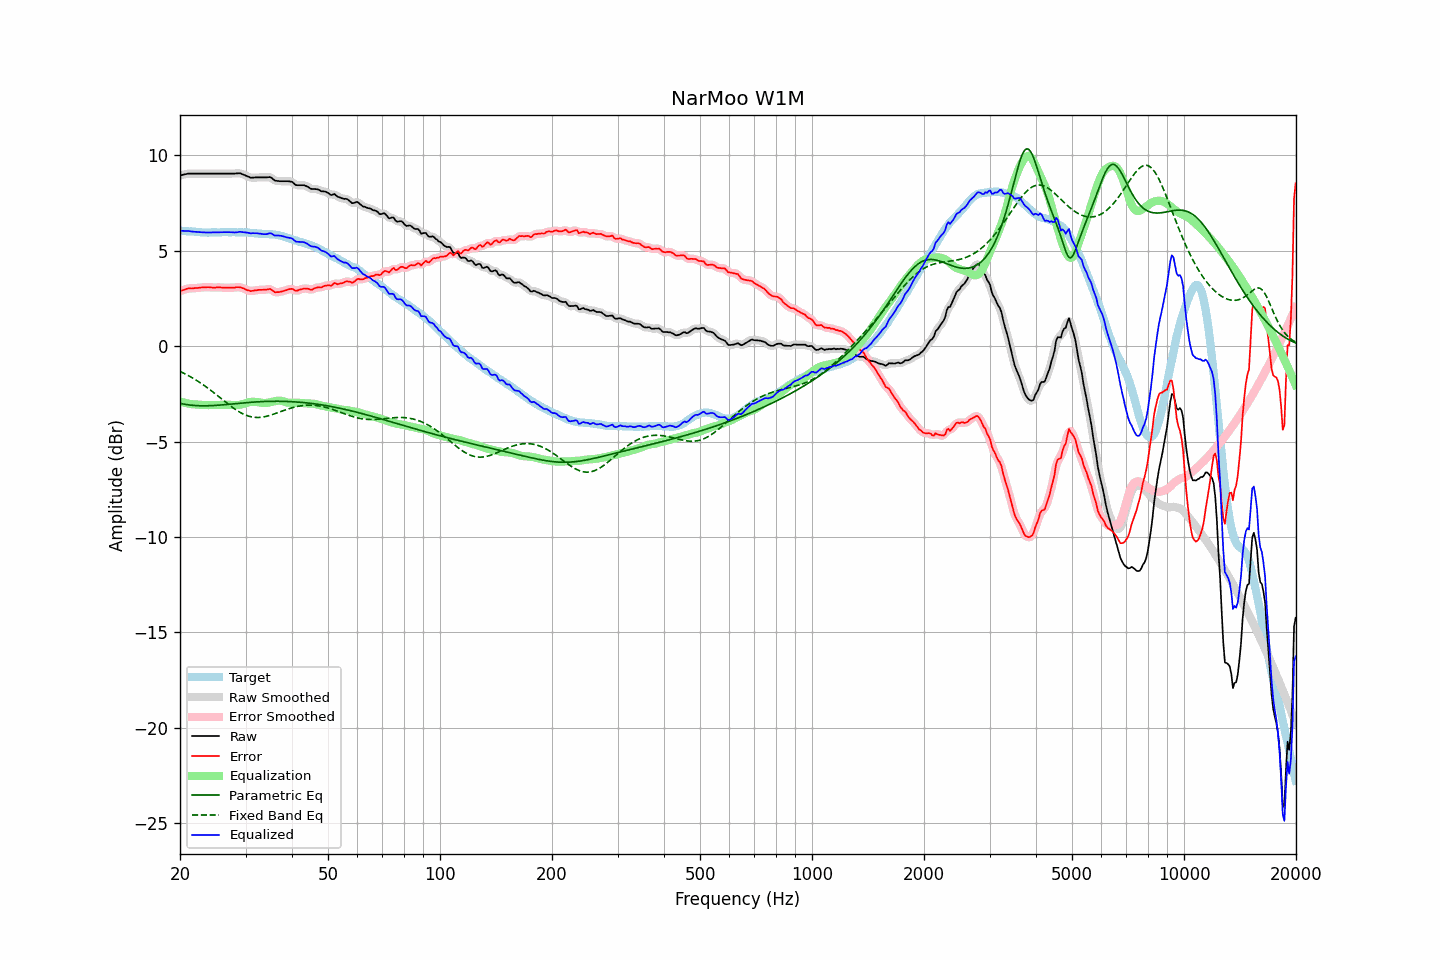 NarMoo W1M
Amplitude (dBr)
10
5
0
−5
−10
−15
−20
−25
Target
Raw Smoothed
Error Smoothed
Raw
Error
Equalization
Parametric Eq
Fixed Band Eq
Equalized
20 50 100 200 500 1000 2000 5000 10000 20000
Frequency (Hz)